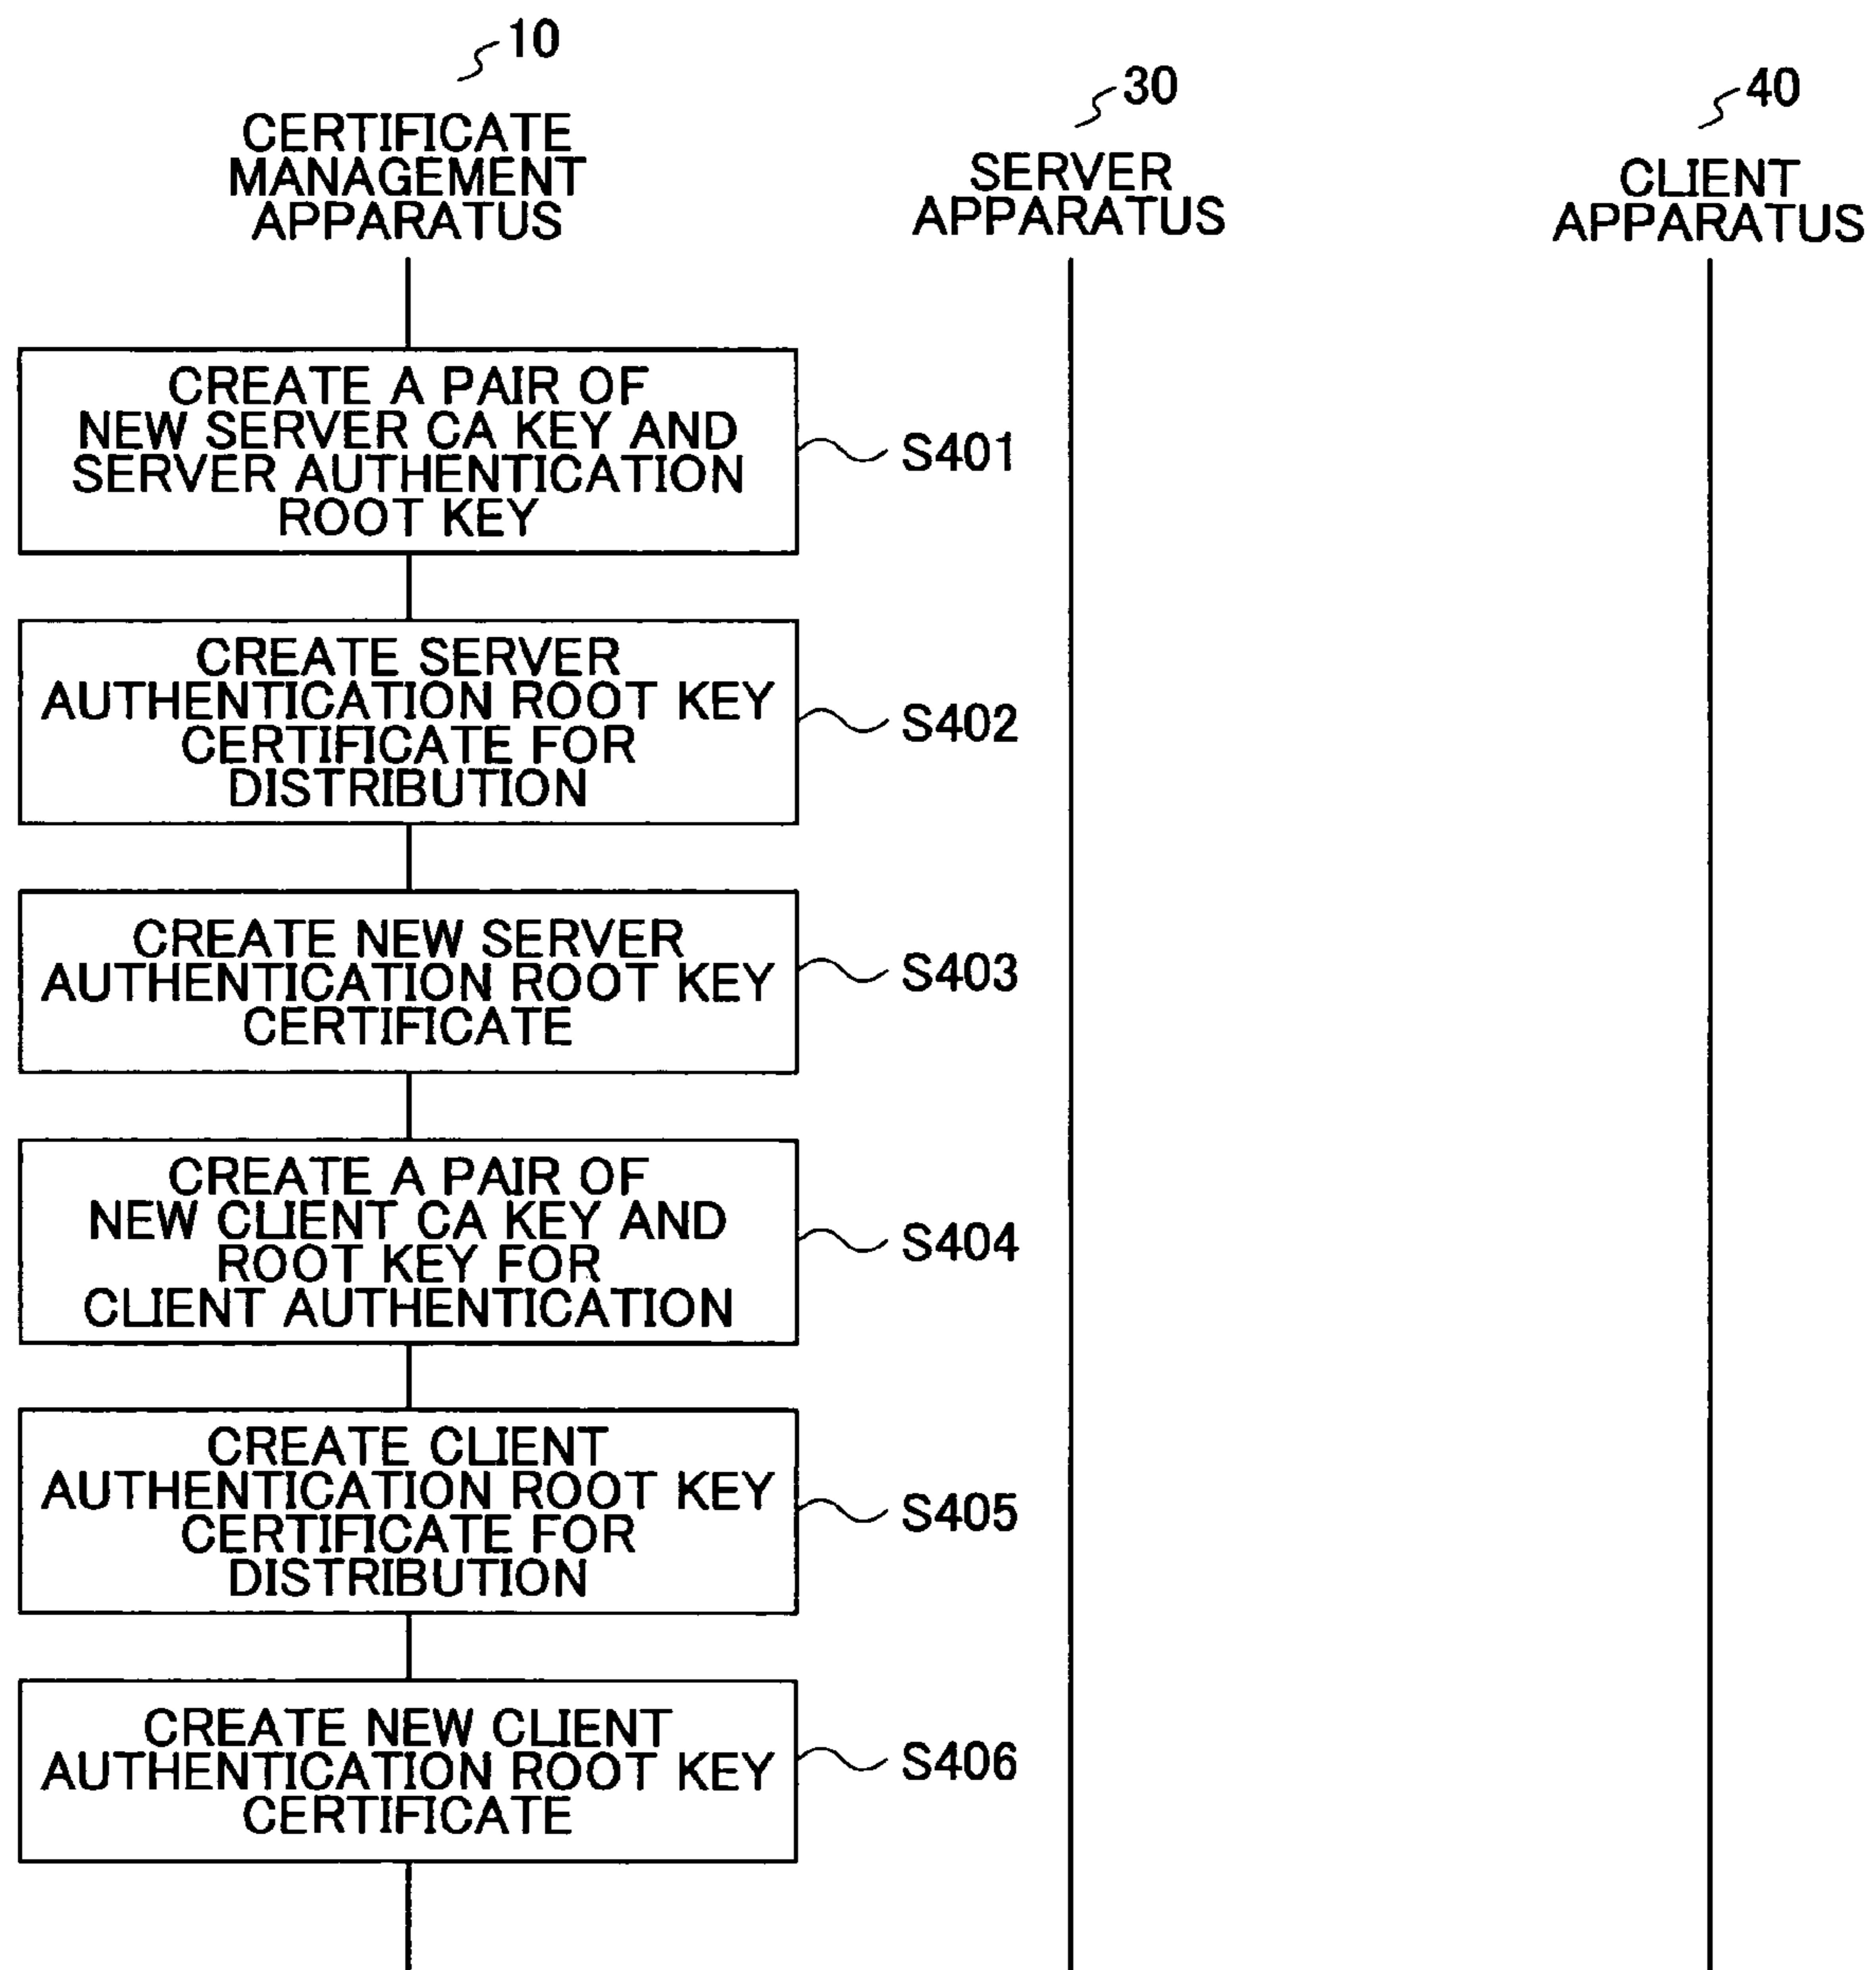 10
CERTIFICATE
MANAGEMENT
APPARATUS
30
SERVER
APPARATUS
40
CLIENT
APPARATUS
CREATE A PAIR OF
NEW SERVER CA KEY AND
SERVER AUTHENTICATION
ROOT KEY
S401
CREATE SERVER
AUTHENTICATION ROOT KEY
CERTIFICATE FOR
DISTRIBUTION
S402
CREATE NEW SERVER
AUTHENTICATION ROOT KEY
CERTIFICATE
S403
CREATE A PAIR OF
NEW CLIENT CA KEY AND
ROOT KEY FOR
CLIENT AUTHENTICATION
S404
CREATE CLIENT
AUTHENTICATION ROOT KEY
CERTIFICATE FOR
DISTRIBUTION
S405
CREATE NEW CLIENT
AUTHENTICATION ROOT KEY
CERTIFICATE
S406